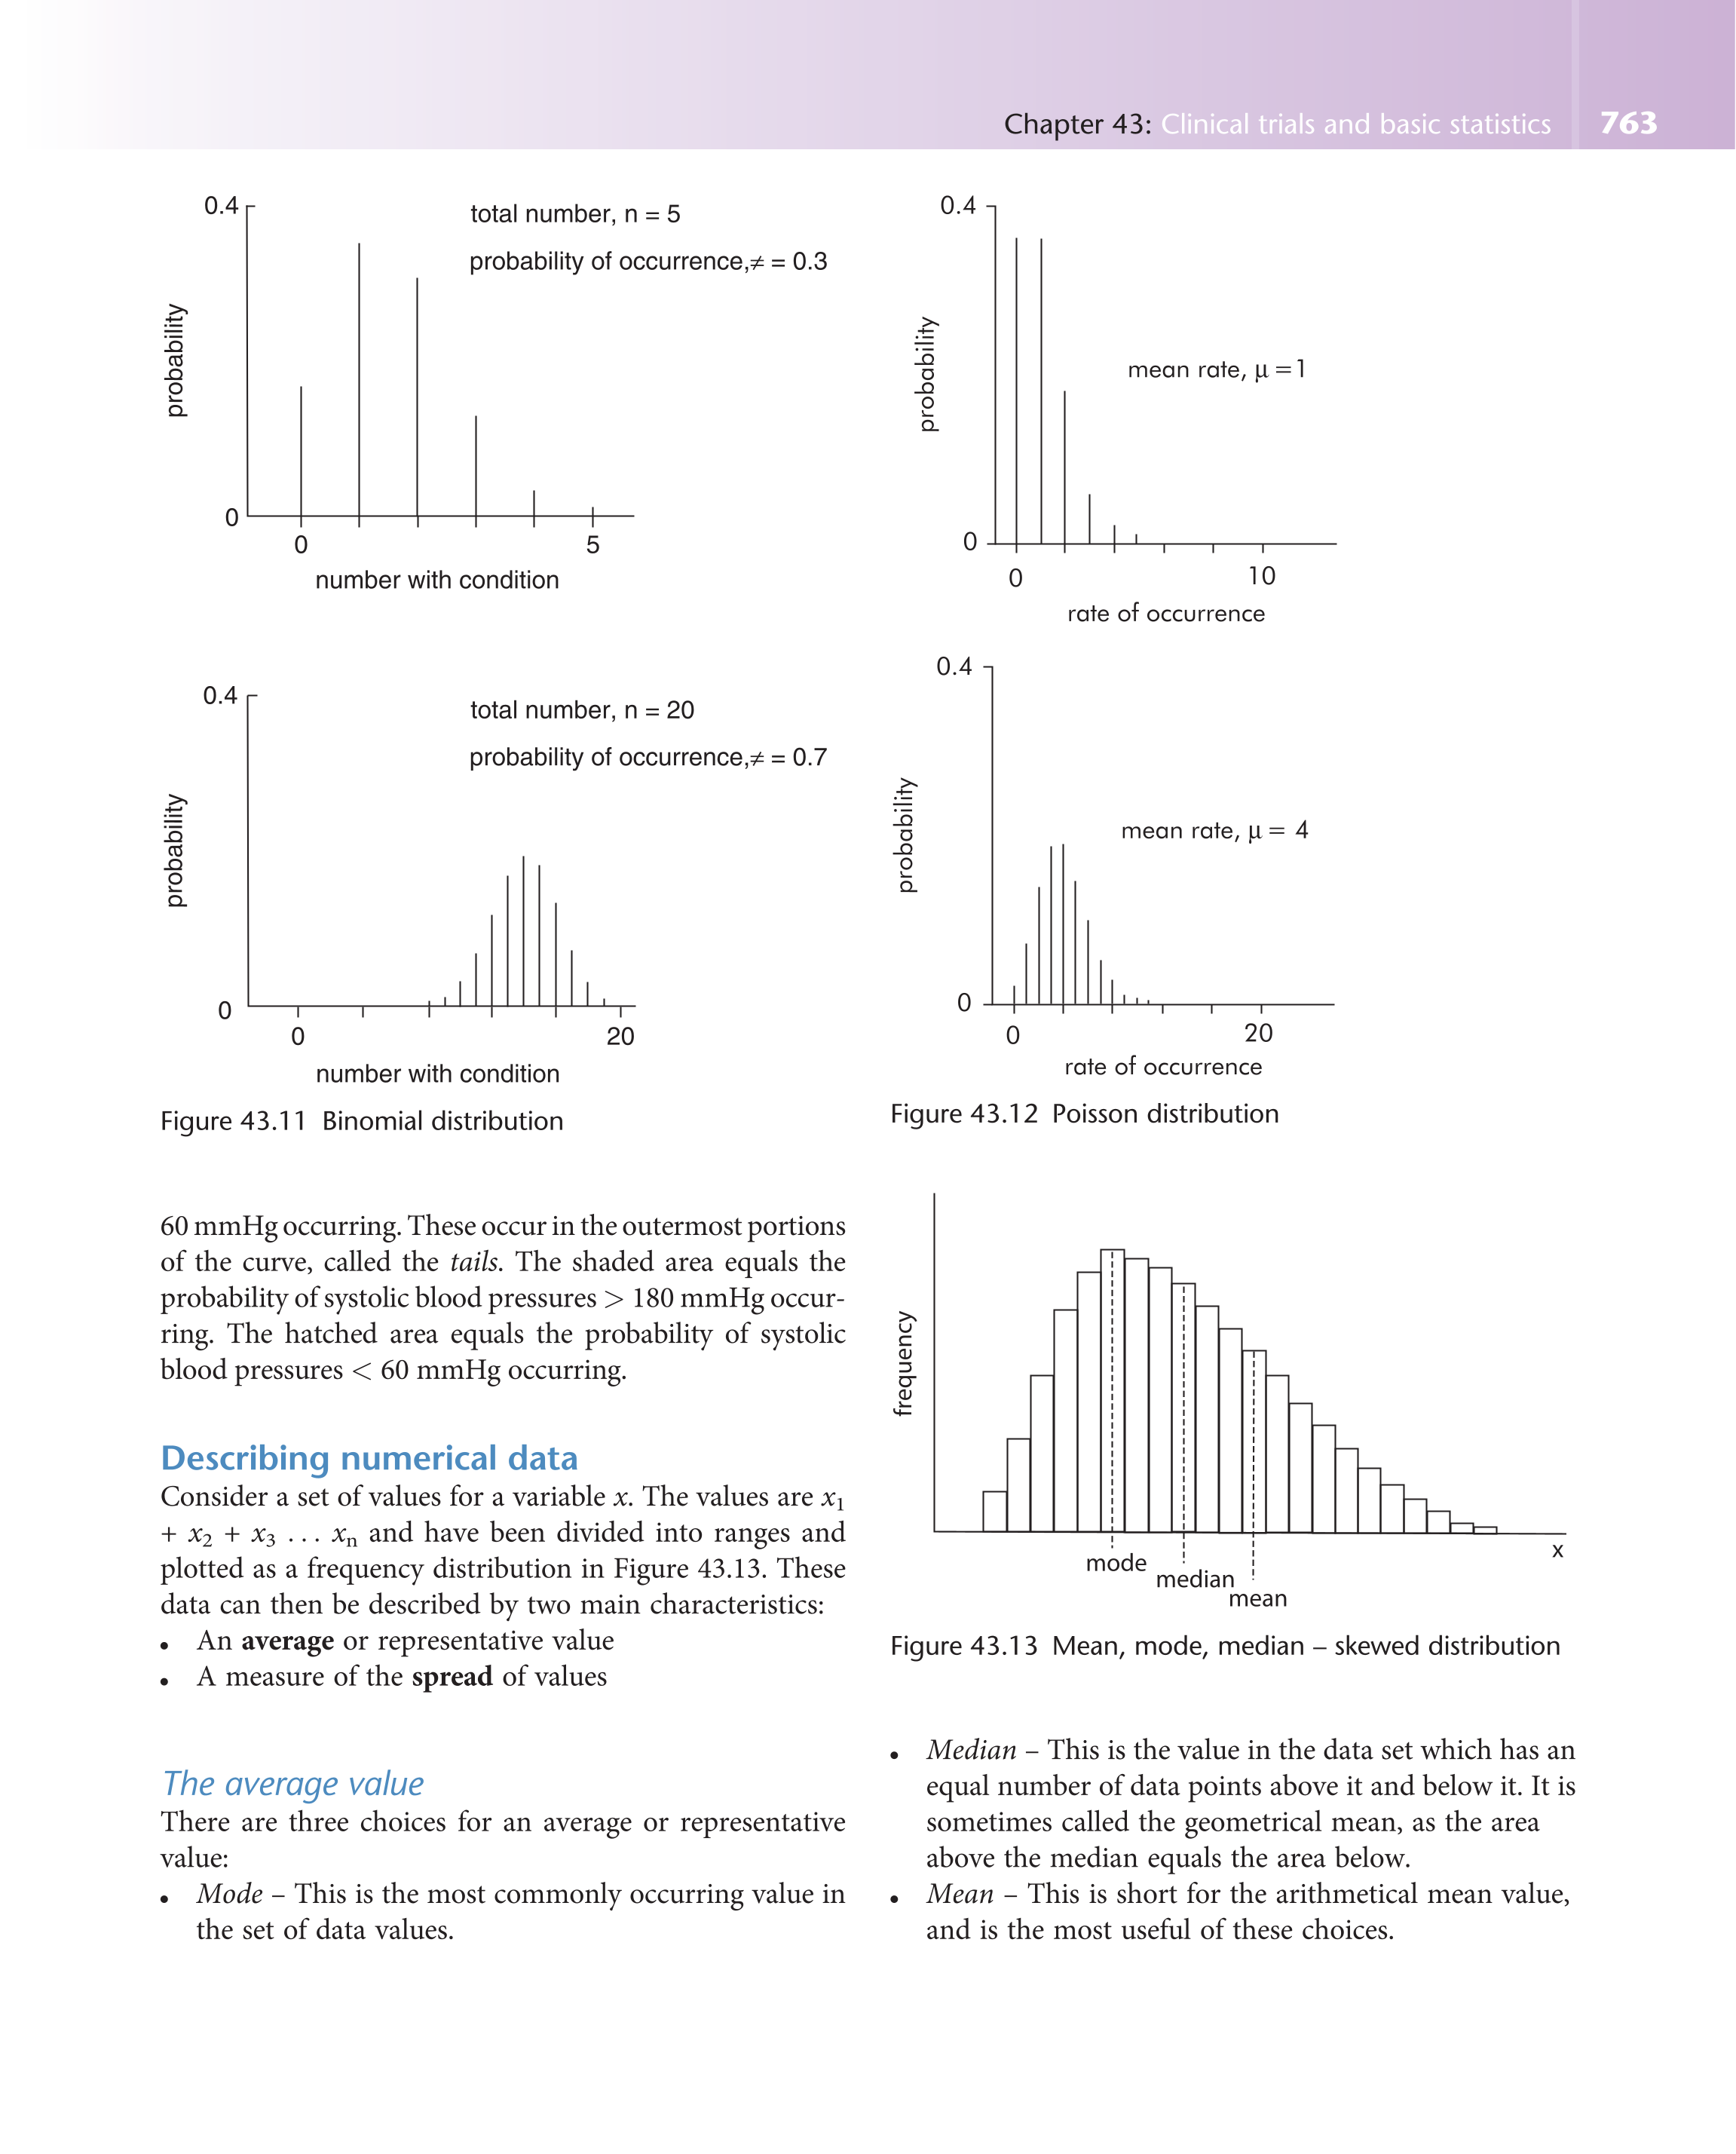 Chapter 43: Clinical trials and basic statistics 763
0.4
total number, n = 5
probability of occurrence,≠ = 0.3
probability
0
0 5
number with condition
0.4
total number, n = 20
probability of occurrence,≠ = 0.7
probability
0
0 20
number with condition
Figure 43.11 Binomial distribution
60 mmHg occurring. These occur in the outermost portions
of the curve, called the tails. The shaded area equals the
probability of systolic blood pressures > 180 mmHg occur-
ring. The hatched area equals the probability of systolic
blood pressures < 60 mmHg occurring.
Describing numerical data
Consider a set of values for a variable x. The values are x1
+ x2 + x3 … xn and have been divided into ranges and
plotted as a frequency distribution in Figure 43.13. These
data can then be described by two main characteristics:
• An average or representative value
• A measure of the spread of values
The average value
There are three choices for an average or representative
value:
• Mode – This is the most commonly occurring value in
the set of data values.
0.4
probability
mean rate, μ = 1
0
0 10
rate of occurrence
0.4
probability
mean rate, μ = 4
0
0 20
rate of occurrence
Figure 43.12 Poisson distribution
frequency
x
mode
median
mean
Figure 43.13 Mean, mode, median – skewed distribution
• Median – This is the value in the data set which has an
equal number of data points above it and below it. It is
sometimes called the geometrical mean, as the area
above the median equals the area below.
• Mean – This is short for the arithmetical mean value,
and is the most useful of these choices.